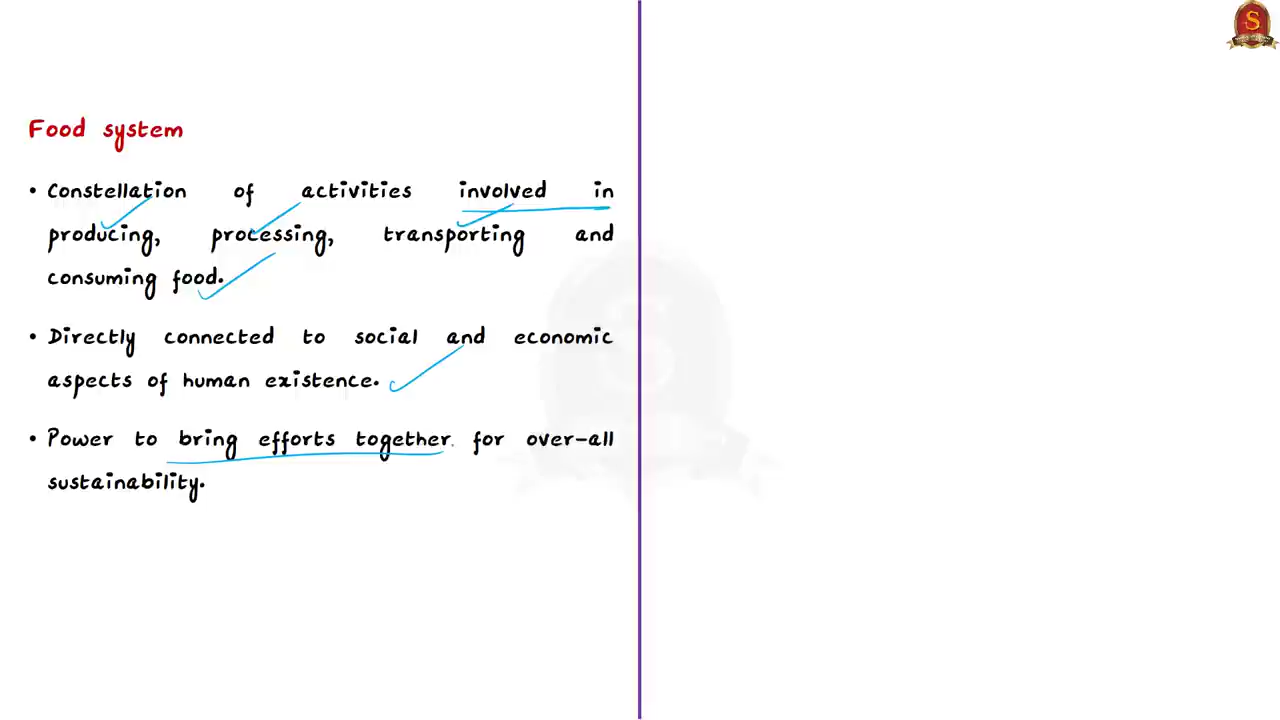 Food system
• Constellation of activities involved in
producing, processing, transporting and
consuming food.
• Directly connected to social and economic
aspects of human existence.
• Power to bring efforts together for over-all
sustainability.
S